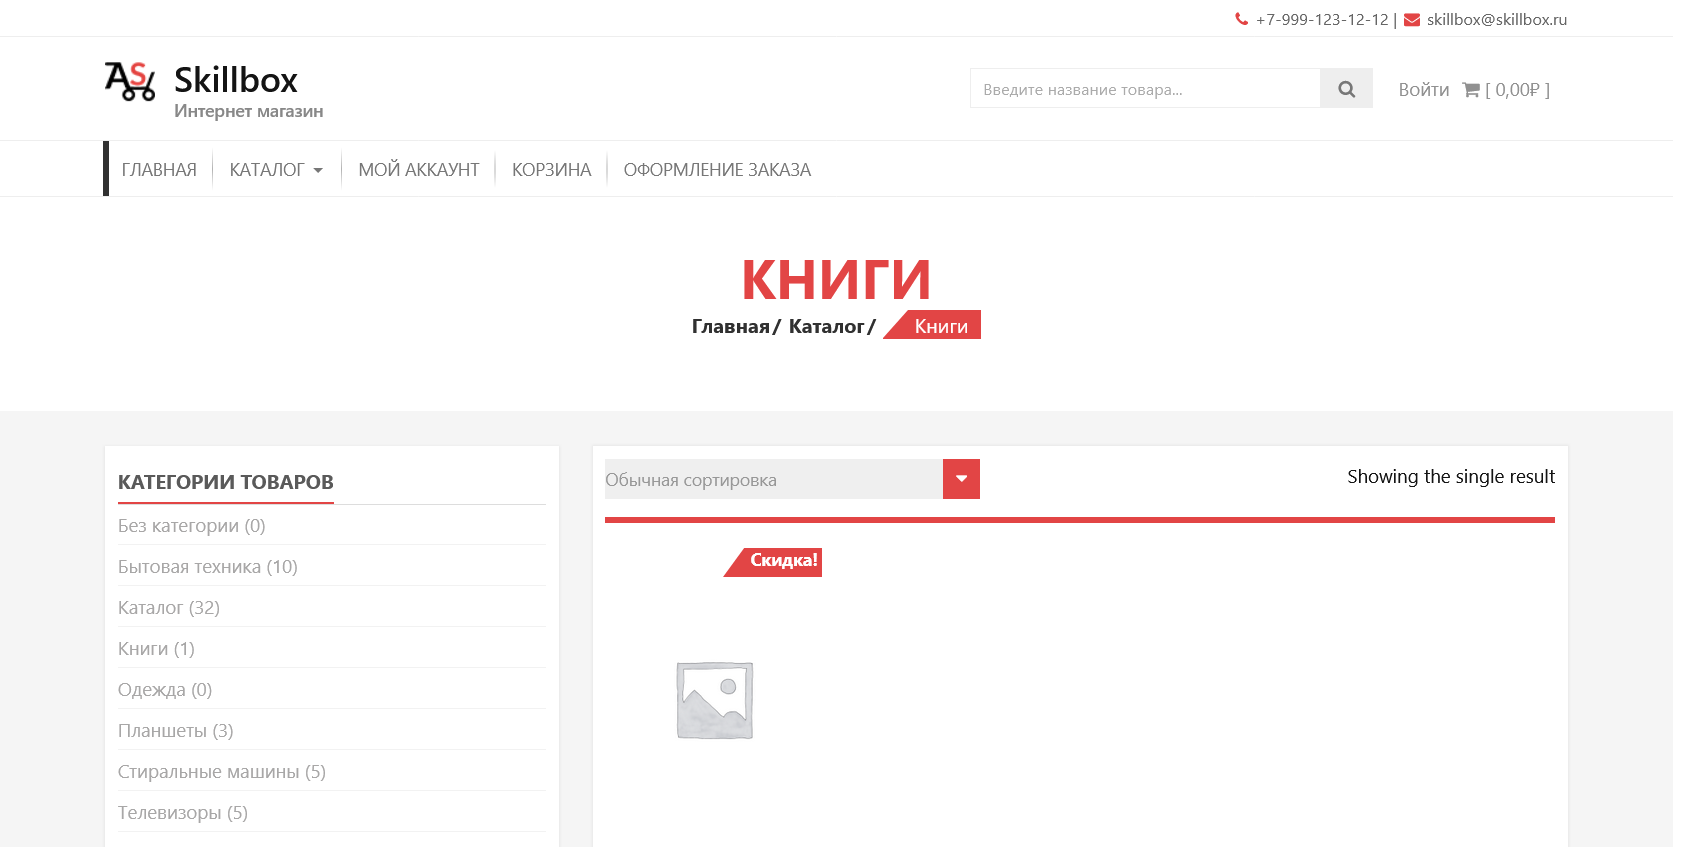 +7-999-123-12-12 | skillbox@skillbox.ru
AS
Skillbox
Интернет магазин
Введите название товара...
Войти [ 0,00₽ ]
ГЛАВНАЯ КАТАЛОГ МОЙ АККАУНТ КОРЗИНА ОФОРМЛЕНИЕ ЗАКАЗА
КНИГИ
Главная/ Каталог/ Книги
КАТЕГОРИИ ТОВАРОВ
Без категории (0)
Бытовая техника (10)
Каталог (32)
Книги (1)
Одежда (0)
Планшеты (3)
Стиральные машины (5)
Телевизоры (5)
Обычная сортировка
Showing the single result
Скидка!